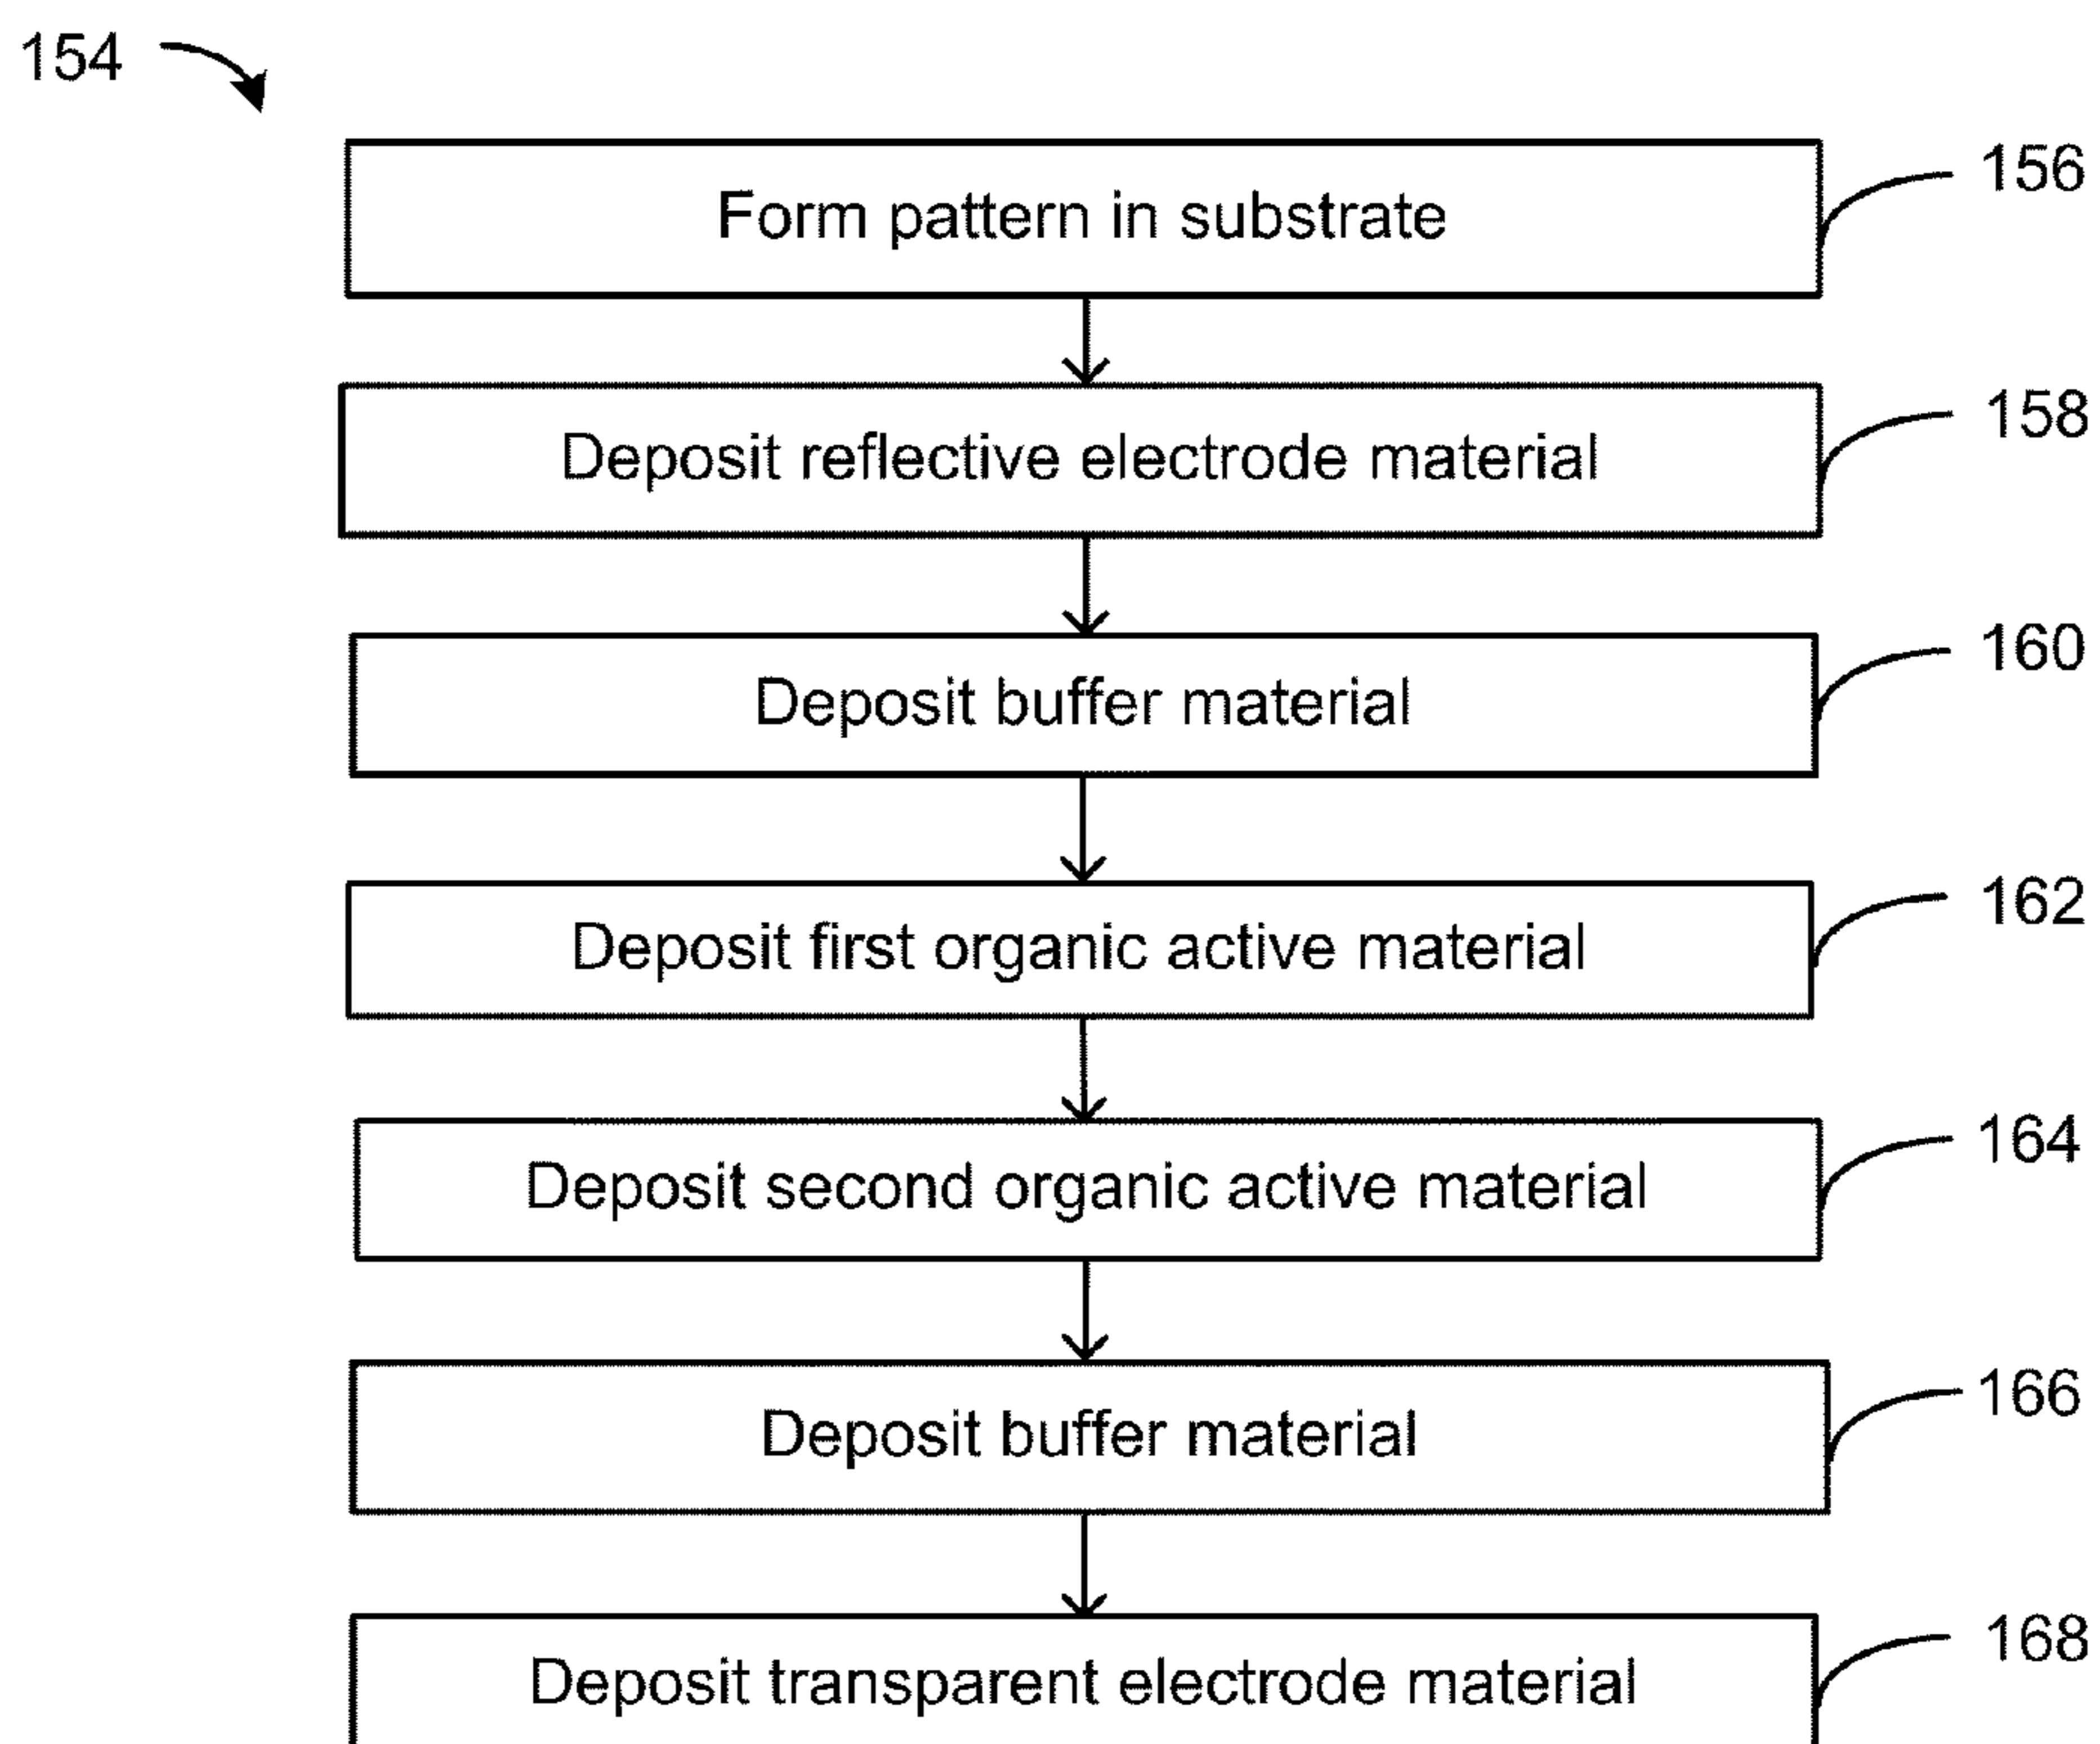 154
Form pattern in substrate 156
Deposit reflective electrode material 158
Deposit buffer material 160
Deposit first organic active material 162
Deposit second organic active material 164
Deposit buffer material 166
Deposit transparent electrode material 168